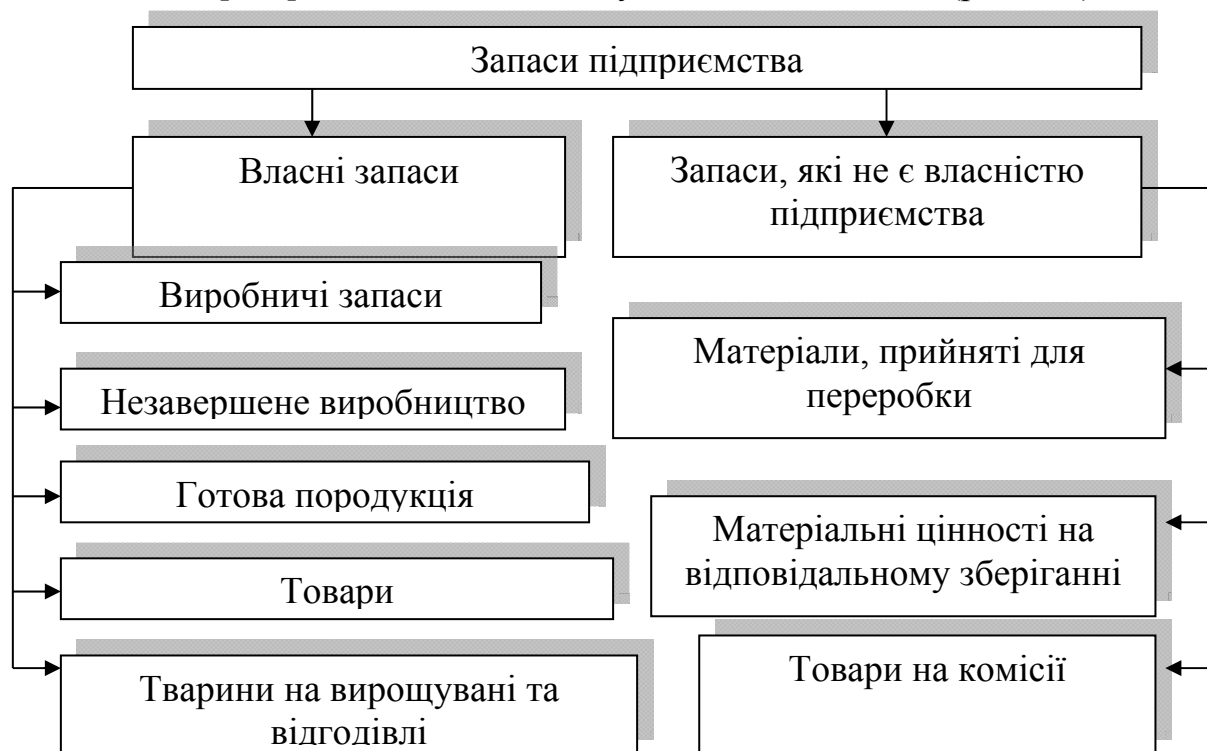 Запаси підприємства
Власні запаси
Запаси, які не є власністю
підприємства
Виробничі запаси
Незавершене виробництво
Готова породукція
Товари
Тварини на вирощувані та
відгодівлі
Матеріали, прийняті для
переробки
Матеріальні цінності на
відповідальному зберіганні
Товари на комісії